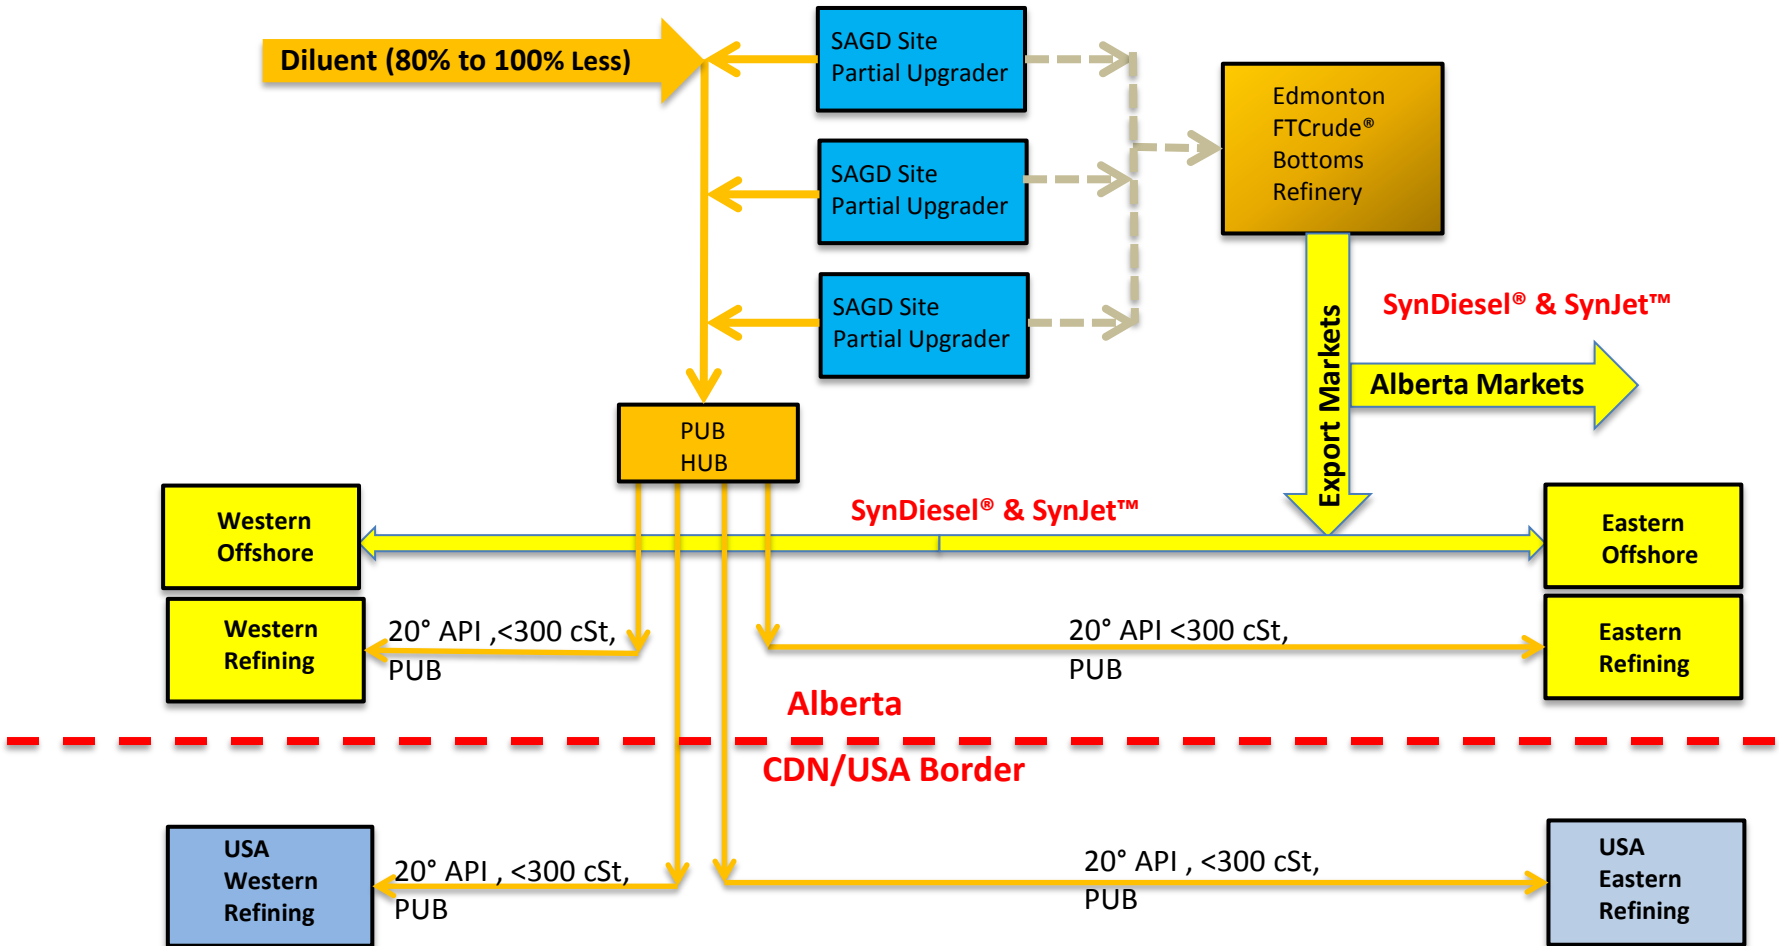 Diluent (80% to 100% Less)
SAGD Site
Partial Upgrader
SAGD Site
Partial Upgrader
SAGD Site
Partial Upgrader
Edmonton
FTCrude®
Bottoms
Refinery
SynDiesel® & SynJet™
Export Markets
Alberta Markets
PUB
HUB
SynDiesel® & SynJet™
Western
Offshore
Eastern
Offshore
Western
Refining
20° API ,<300 cSt,
PUB
20° API <300 cSt,
PUB
Eastern
Refining
Alberta
CDN/USA Border
USA
Western
Refining
20° API , <300 cSt,
PUB
20° API , <300 cSt,
PUB
USA
Eastern
Refining